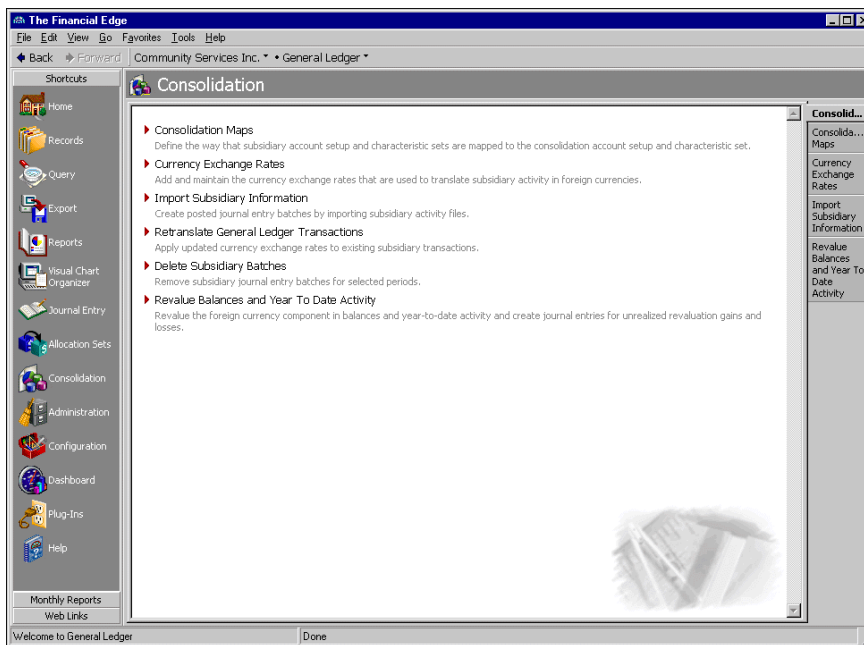 The Financial Edge
File Edit View Go Favorites Tools Help
Back Forward Community Services Inc. • General Ledger
Shortcuts
Consolidation
Home
Records
Query
Export
Reports
Visual Chart
Organizer
Journal Entry
Allocation Sets
Consolidation
Administration
Configuration
Dashboard
Plug-Ins
Help
Monthly Reports
Web Links
Consolidation Maps
Define the way that subsidiary account setup and characteristic sets are mapped to the consolidation account setup and characteristic set.
Currency Exchange Rates
Add and maintain the currency exchange rates that are used to translate subsidiary activity in foreign currencies.
Import Subsidiary Information
Create posted journal entry batches by importing subsidiary activity files.
Retranslate General Ledger Transactions
Apply updated currency exchange rates to existing subsidiary transactions.
Delete Subsidiary Batches
Remove subsidiary journal entry batches for selected periods.
Revalue Balances and Year To Date Activity
Revalue the foreign currency component in balances and year-to-date activity and create journal entries for unrealized revaluation gains and
losses.
Consolid...
Consolida...
Maps
Currency
Exchange
Rates
Import
Subsidiary
Information
Revalue
Balances
and Year To
Date
Activity
Welcome to General Ledger
Done